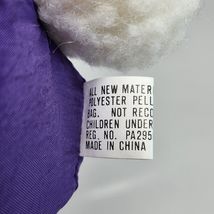 ALL NEW MATER
POLYESTER PELL
BAG. NOT RECO
CHILDREN UNDER
REG. NO. PA295
MADE IN CHINA